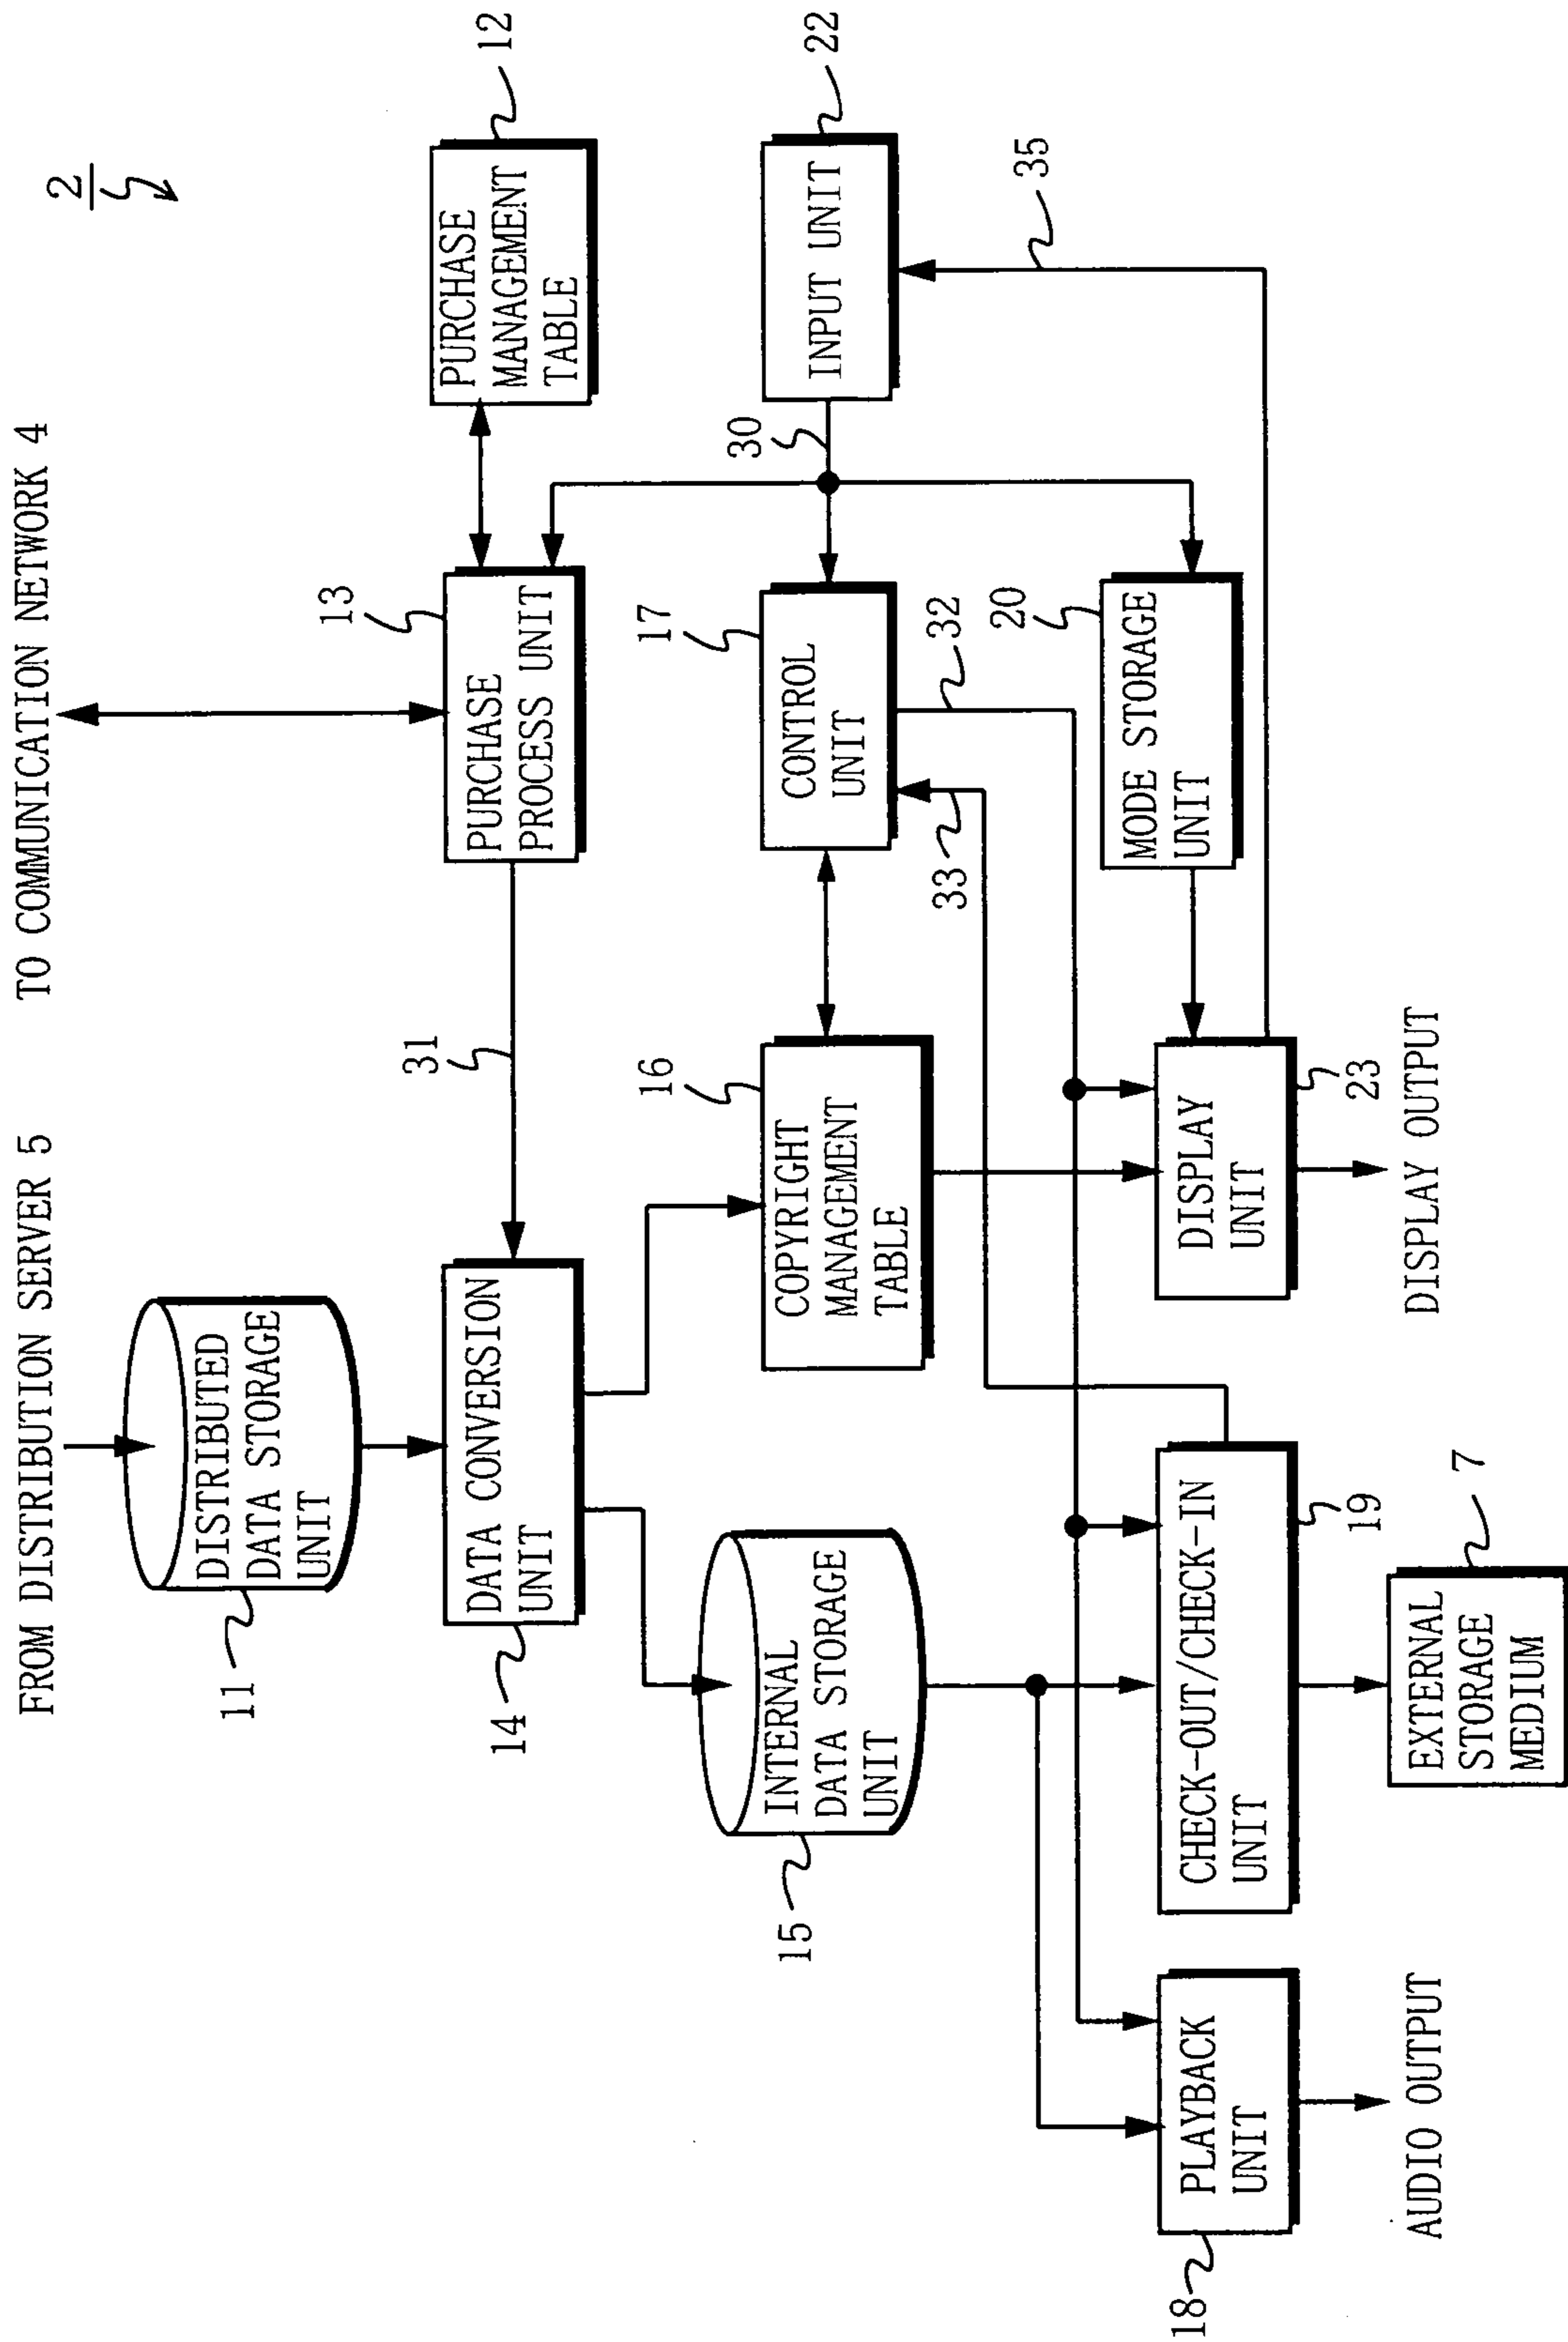 2
FROM DISTRIBUTION SERVER 5
TO COMMUNICATION NETWORK 4
11
DISTRIBUTED
DATA STORAGE
UNIT
14
DATA CONVERSION
UNIT
31
13
PURCHASE
PROCESS UNIT
12
PURCHASE
MANAGEMENT
TABLE
15
INTERNAL
DATA STORAGE
UNIT
16
COPYRIGHT
MANAGEMENT
TABLE
17
CONTROL
UNIT
30
22
INPUT UNIT
33
32
20
MODE STORAGE
UNIT
35
18
PLAYBACK
UNIT
CHECK-OUT/CHECK-IN
UNIT
19
DISPLAY
UNIT
23
AUDIO OUTPUT
EXTERNAL
STORAGE
MEDIUM
7
DISPLAY OUTPUT